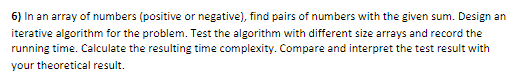 6) In an array of numbers (positive or negative), find pairs of numbers with the given sum. Design an
iterative algorithm for the problem. Test the algorithm with different size arrays and record the
running time. Calculate the resulting time complexity. Compare and interpret the test result with
your theoretical result.